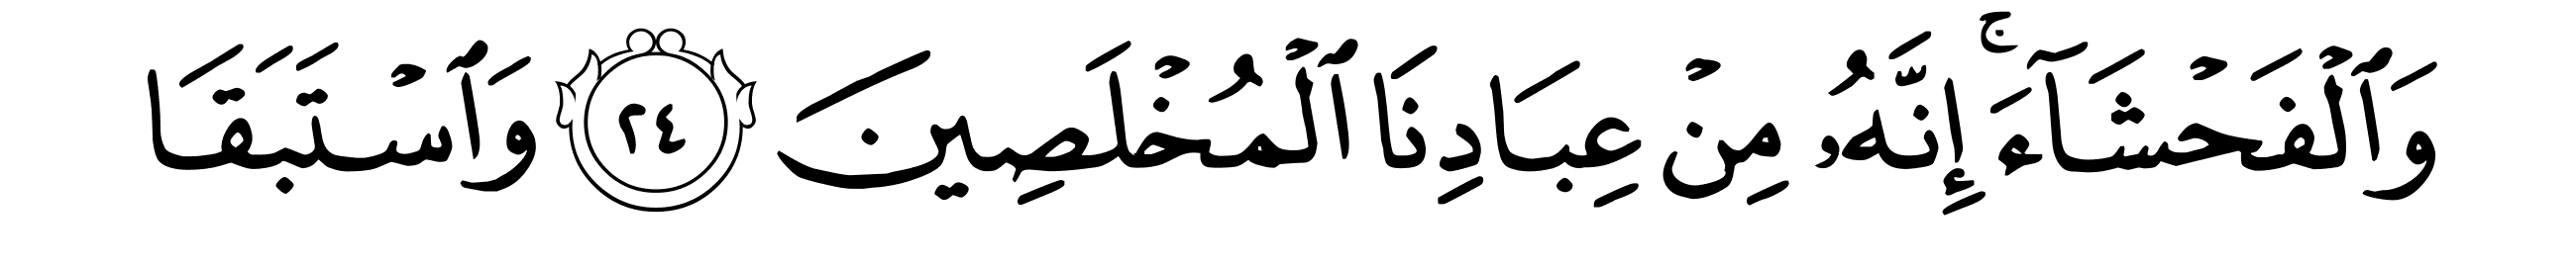 وَٱلۡفَحۡشَآءَۚ إِنَّهُۥ مِنۡ عِبَادِنَا ٱلۡمُخۡلَصِينَ ٢٤ وَٱسۡتَبَقَا